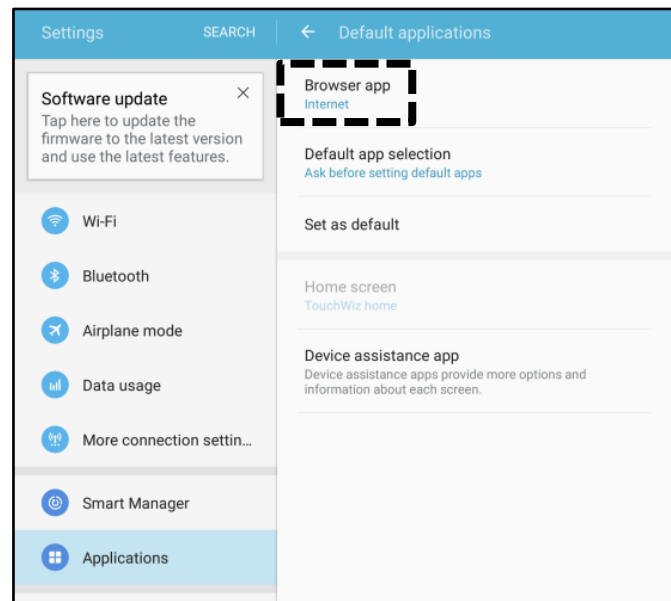 Settings
SEARCH
Software update
Tap here to update the
firmware to the latest version
and use the latest features.
Wi-Fi
Bluetooth
Airplane mode
Data usage
More connection settin...
Smart Manager
Applications
Default applications
Browser app
Internet
Default app selection
Ask before setting default apps
Set as default
Home screen
TouchWiz home
Device assistance app
Device assistance apps provide more options and
information about each screen.